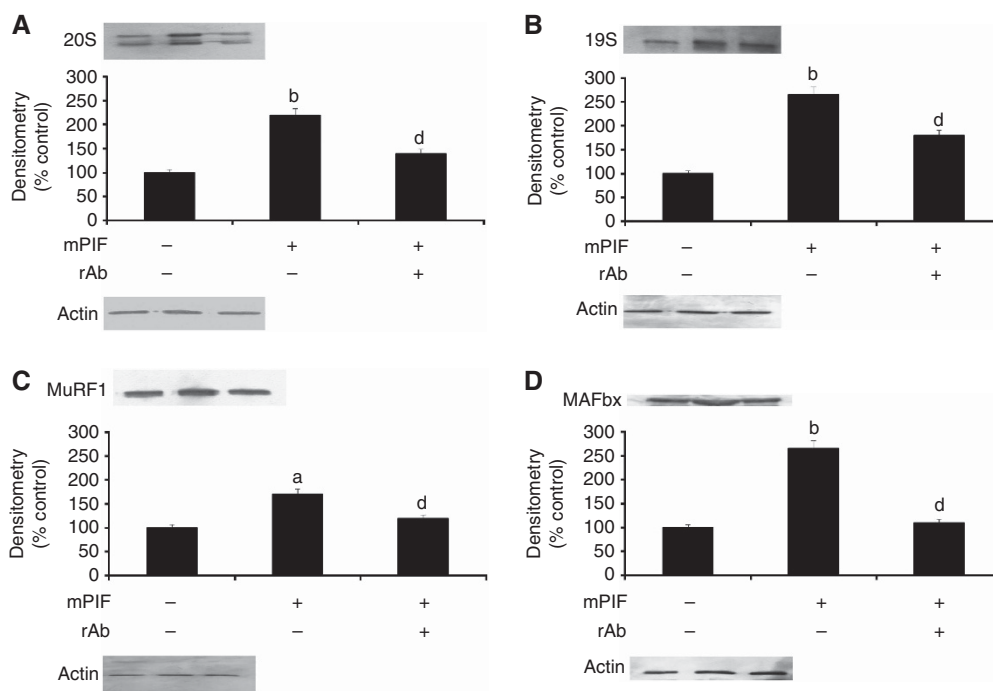 A
20S
Densitometry
(% control)
300
250
200
150
100
50
0
b
d
mPIF – + +
rAb – – +
Actin
B
19S
Densitometry
(% control)
300
250
200
150
100
50
0
b
d
mPIF – + +
rAb – – +
Actin
C
MuRF1
Densitometry
(% control)
300
250
200
150
100
50
0
a
d
mPIF – + +
rAb – – +
Actin
D
MAFbx
Densitometry
(% control)
300
250
200
150
100
50
0
b
d
mPIF – + +
rAb – – +
Actin